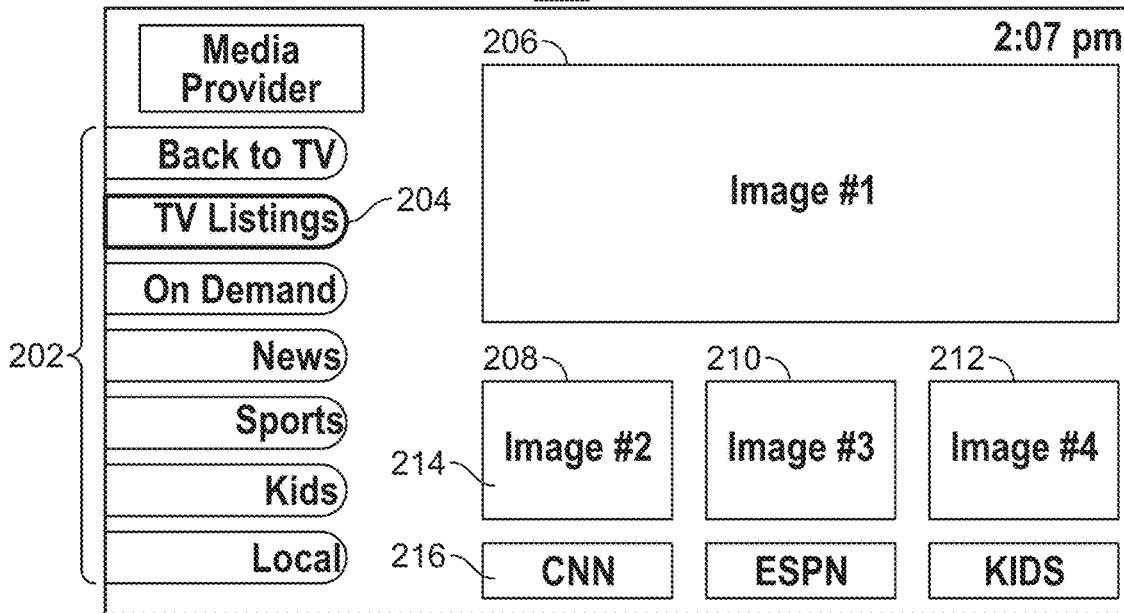 2:07 pm
Media
Provider
206
Back to TV
Image #1
TV Listings
204
On Demand
202
News
208
210
212
Sports
Image #2
Image #3
Image #4
214
Kids
Local
216
CNN
ESPN
KIDS